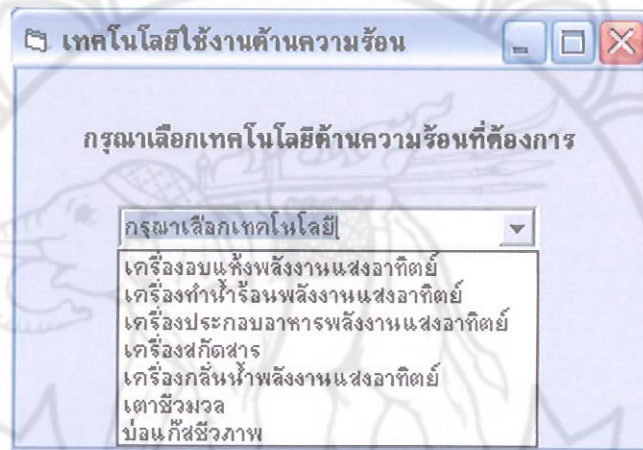 เทคโนโลยีใช้งานด้านความร้อน
กรุณาเลือกเทคโนโลยีด้านความร้อนที่ต้องการ
กรุณาเลือกเทคโนโลยี
เครื่องอบแห้งพลังงานแสงอาทิตย์
เครื่องทำน้ำร้อนพลังงานแสงอาทิตย์
เครื่องประกอบอาหารพลังงานแสงอาทิตย์
เครื่องสกัดสาร
เครื่องกลั่นน้ำพลังงานแสงอาทิตย์
เตาชีวมวล
บ่อแก๊สชีวภาพ